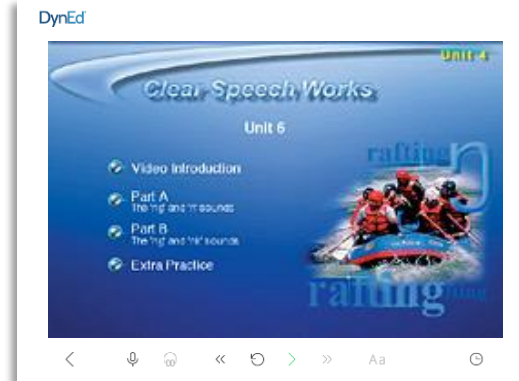 DynEd
Unit 4
Clear Speech Works
Unit 6
rafting
Video Introduction
Part A
The 'ng' and 'n' sounds
Part B
The 'ng' and 'nk' sounds
Extra Practice
rafting
Aa